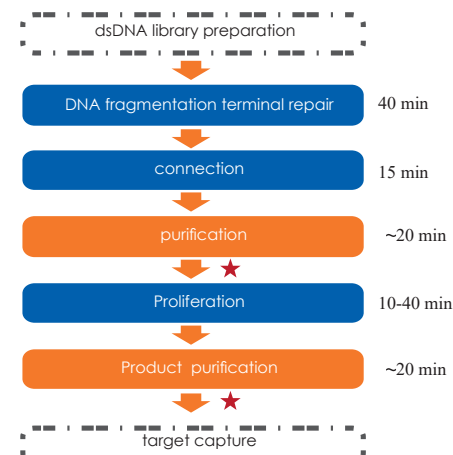 dsDNA library preparation
DNA fragmentation terminal repair 40 min
connection 15 min
purification ~20 min
Proliferation 10-40 min
Product purification ~20 min
target capture